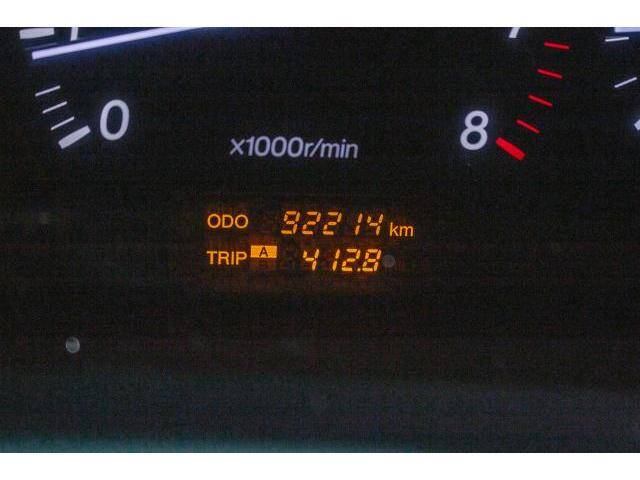 0
8
x1000r/min
ODO 92214 km
TRIP A 412.8